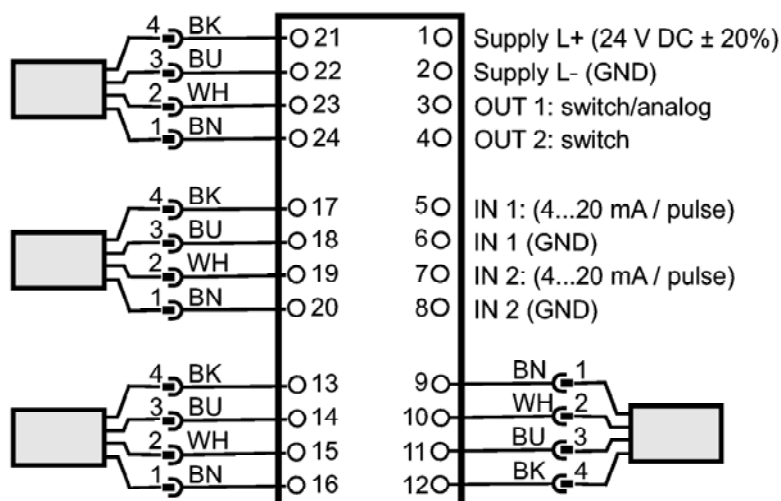 4 BK 21 1 Supply L+ (24 V DC ± 20%)
3 BU 22 2 Supply L- (GND)
2 WH 23 3 OUT 1: switch/analog
1 BN 24 4 OUT 2: switch
4 BK 17 5 IN 1: (4...20 mA / pulse)
3 BU 18 6 IN 1 (GND)
2 WH 19 7 IN 2: (4...20 mA / pulse)
1 BN 20 8 IN 2 (GND)
4 BK 13 9 BN 1
3 BU 14 10 WH 2
2 WH 15 11 BU 3
1 BN 16 12 BK 4